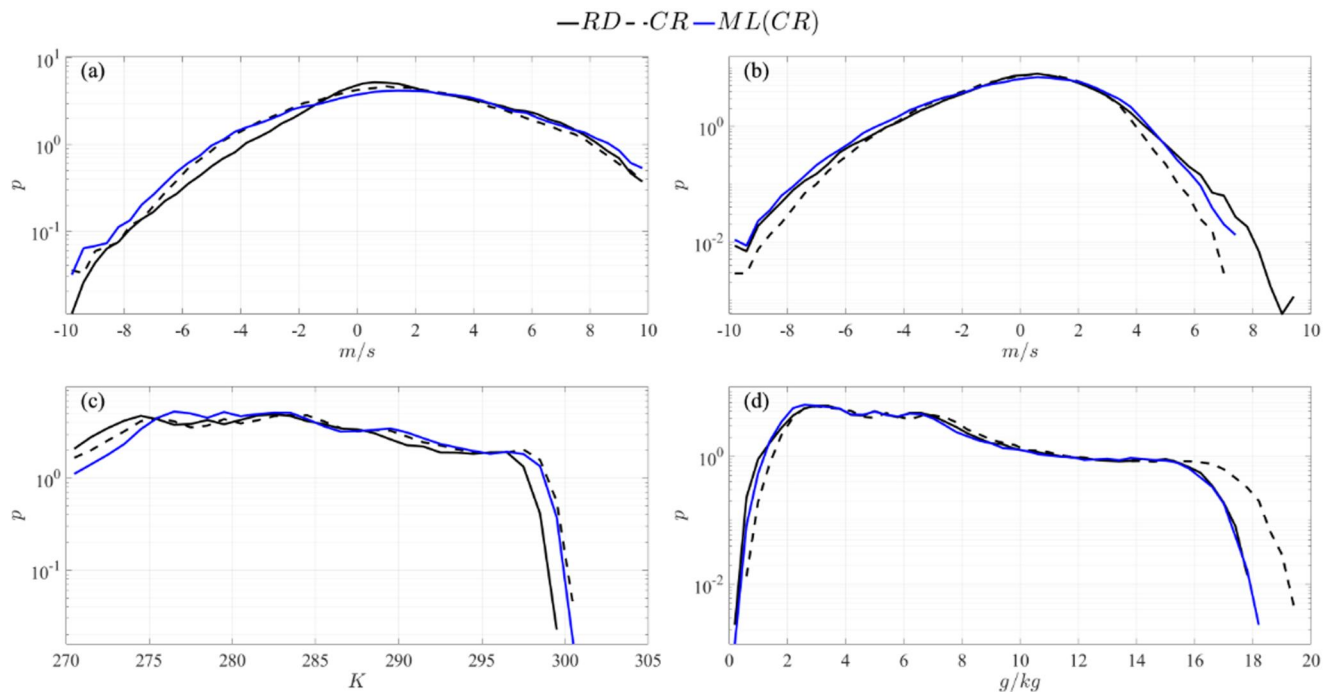 RD CR ML(CR)
(a)
10^1
10^0
10^-1
p
-10 -8 -6 -4 -2 0 2 4 6 8 10
m/s
(b)
10^0
10^-2
p
-10 -8 -6 -4 -2 0 2 4 6 8 10
m/s
(c)
10^0
10^-1
p
270 275 280 285 290 295 300 305
K
(d)
10^0
10^-2
p
0 2 4 6 8 10 12 14 16 18 20
g/kg